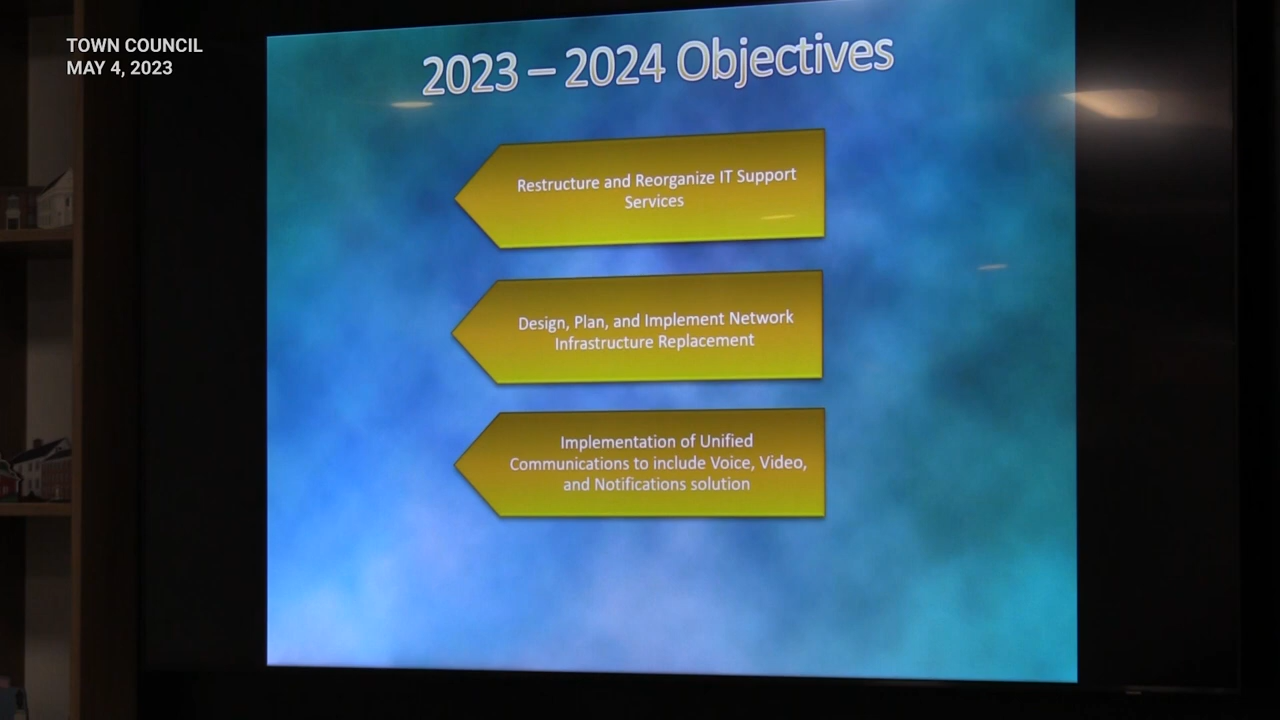 TOWN COUNCIL
MAY 4, 2023
2023 – 2024 Objectives
Restructure and Reorganize IT Support
Services
Design, Plan, and Implement Network
Infrastructure Replacement
Implementation of Unified
Communications to include Voice, Video,
and Notifications solution